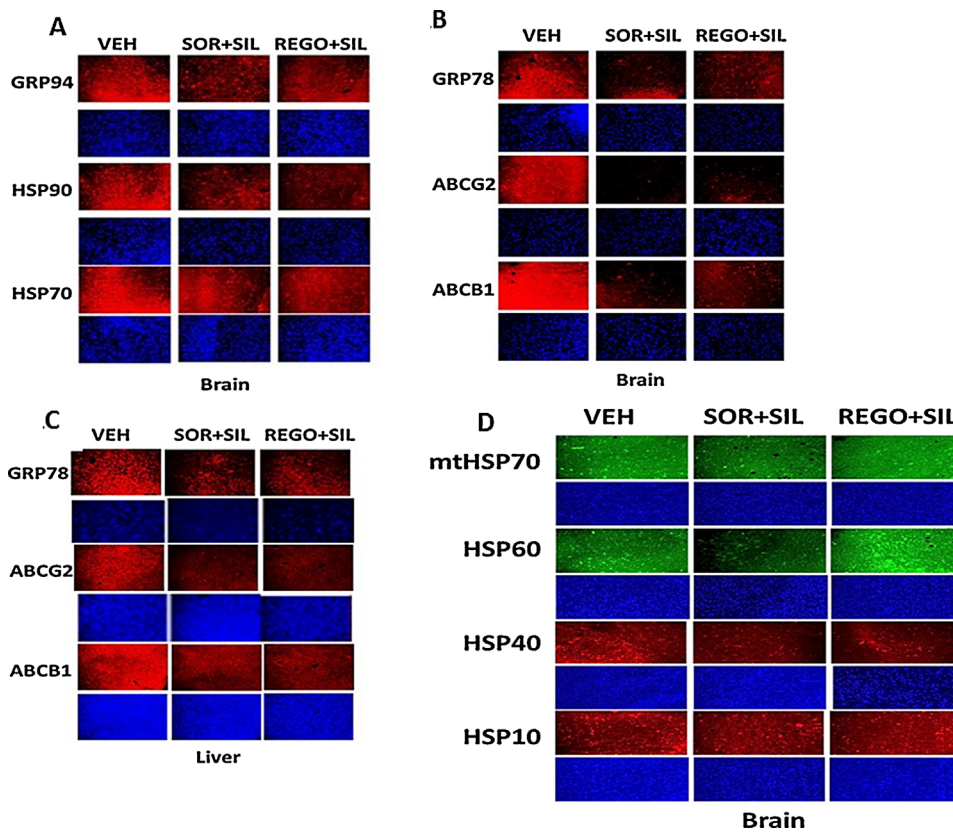 A
VEH SOR+SIL REGO+SIL
GRP94
HSP90
HSP70
Brain
.B
VEH SOR+SIL REGO+SIL
GRP78
ABCG2
ABCB1
Brain
.C
VEH SOR+SIL REGO+SIL
GRP78
ABCG2
ABCB1
Liver
D
VEH SOR+SIL REGO+SIL
mtHSP70
HSP60
HSP40
HSP10
Brain